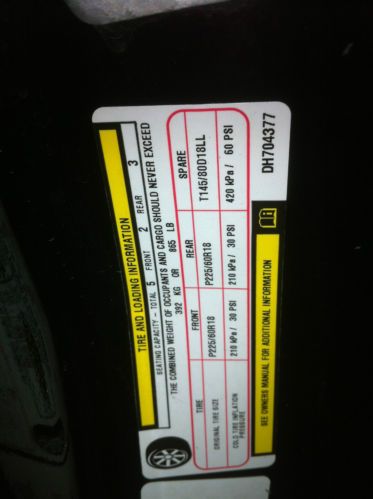 TIRE AND LOADING INFORMATION
SEATING CAPACITY - TOTAL 5 FRONT 2 REAR 3
THE COMBINED WEIGHT OF OCCUPANTS AND CARGO SHOULD NEVER EXCEED
392 KG OR 865 LB
TIRE FRONT REAR SPARE
ORIGINAL TIRE SIZE P225/60R18 P225/60R18 T145/80D18LL
COLD TIRE INFLATION PRESSURE 210 kPa / 30 PSI 210 kPa / 30 PSI 420 kPa / 60 PSI
SEE OWNERS MANUAL FOR ADDITIONAL INFORMATION
DH704377